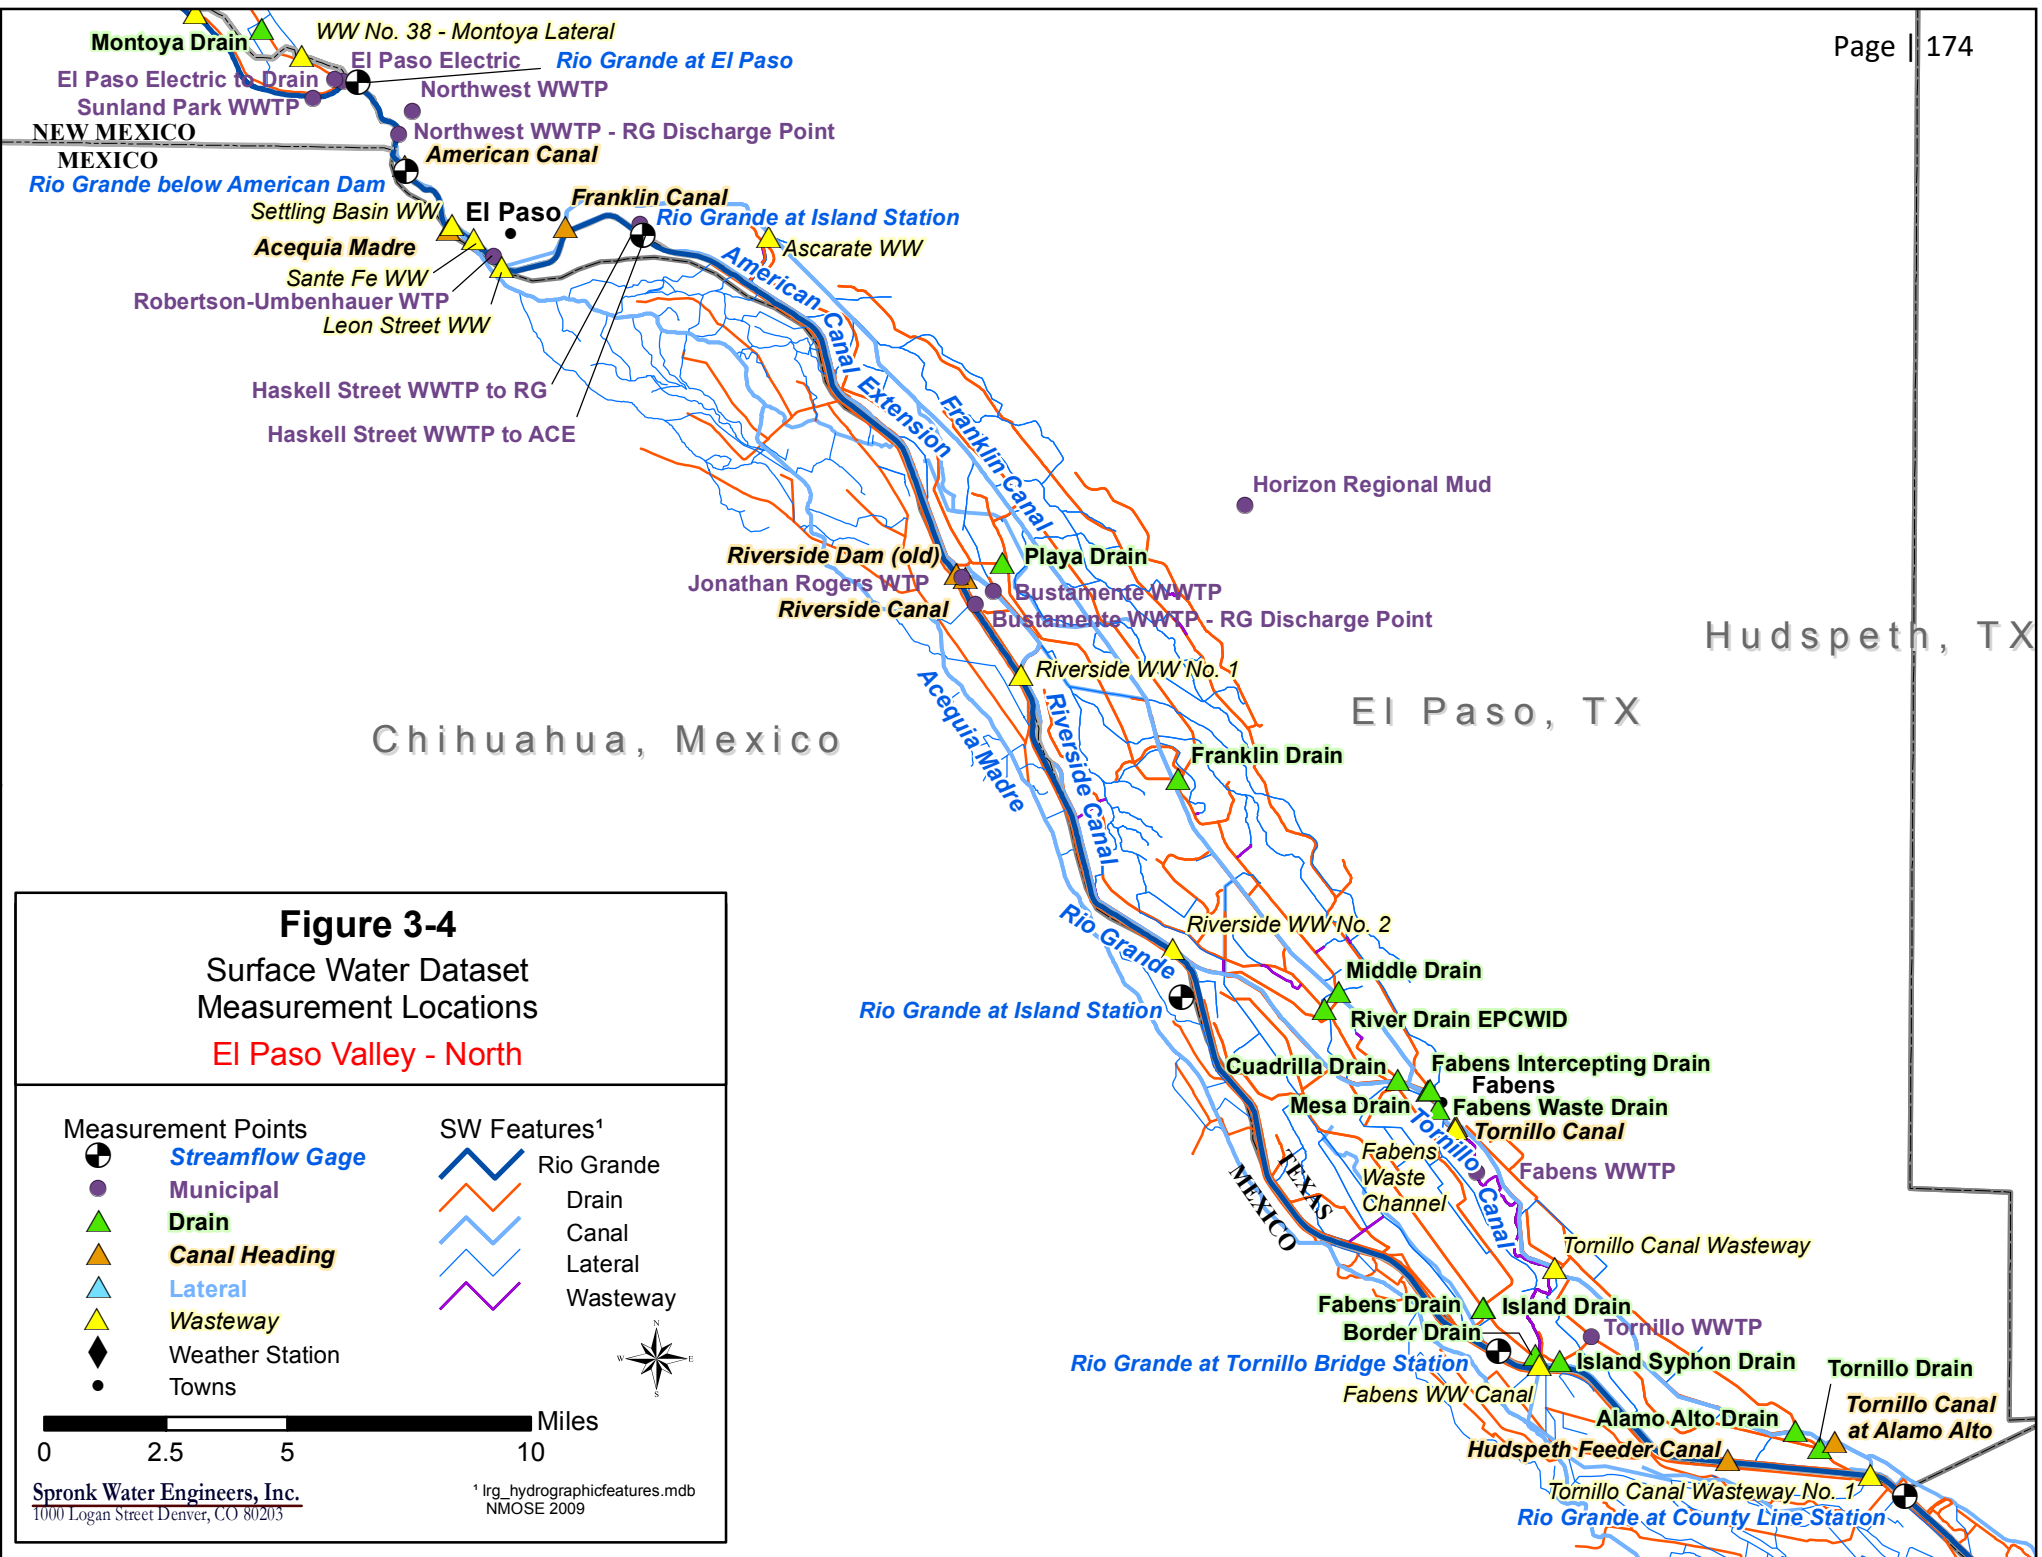 Page | 174
WW No. 38 - Montoya Lateral
Montoya Drain
El Paso Electric
Rio Grande at El Paso
El Paso Electric to Drain
Northwest WWTP
Sunland Park WWTP
NEW MEXICO
Northwest WWTP - RG Discharge Point
MEXICO
American Canal
Rio Grande below American Dam
Franklin Canal
Settling Basin WW
El Paso
Rio Grande at Island Station
Acequia Madre
Ascarate WW
Sante Fe WW
Robertson-Umbenhauer WTP
Leon Street WW
American Canal Extension
Haskell Street WWTP to RG
Haskell Street WWTP to ACE
Franklin Canal
Horizon Regional Mud
Riverside Dam (old)
Playa Drain
Jonathan Rogers WTP
Bustamente WWTP
Riverside Canal
Bustamente WWTP - RG Discharge Point
Hudspeth, TX
Riverside WW No. 1
Acequia Madre
Riverside Canal
El Paso, TX
Chihuahua, Mexico
Franklin Drain
Riverside WW No. 2
Rio Grande
Middle Drain
Rio Grande at Island Station
River Drain EPCWID
Cuadrilla Drain
Fabens Intercepting Drain
Fabens
Mesa Drain
Fabens Waste Drain
Tornillo Canal
Tornillo Canal
Fabens
Waste
Channel
Fabens WWTP
TEXAS
MEXICO
Tornillo Canal Wasteway
Fabens Drain
Island Drain
Border Drain
Tornillo WWTP
Rio Grande at Tornillo Bridge Station
Island Syphon Drain
Tornillo Drain
Fabens WW Canal
Tornillo Canal
at Alamo Alto
Alamo Alto Drain
Hudspeth Feeder Canal
Tornillo Canal Wasteway No. 1
Rio Grande at County Line Station
Figure 3-4
Surface Water Dataset
Measurement Locations
El Paso Valley - North
Measurement Points
Streamflow Gage
Municipal
Drain
Canal Heading
Lateral
Wasteway
Weather Station
Towns
SW Features¹
Rio Grande
Drain
Canal
Lateral
Wasteway
N
W E
S
Miles
0 2.5 5 10
Spronk Water Engineers, Inc.
1000 Logan Street Denver, CO 80203
¹ lrg_hydrographicfeatures.mdb
NMOSE 2009